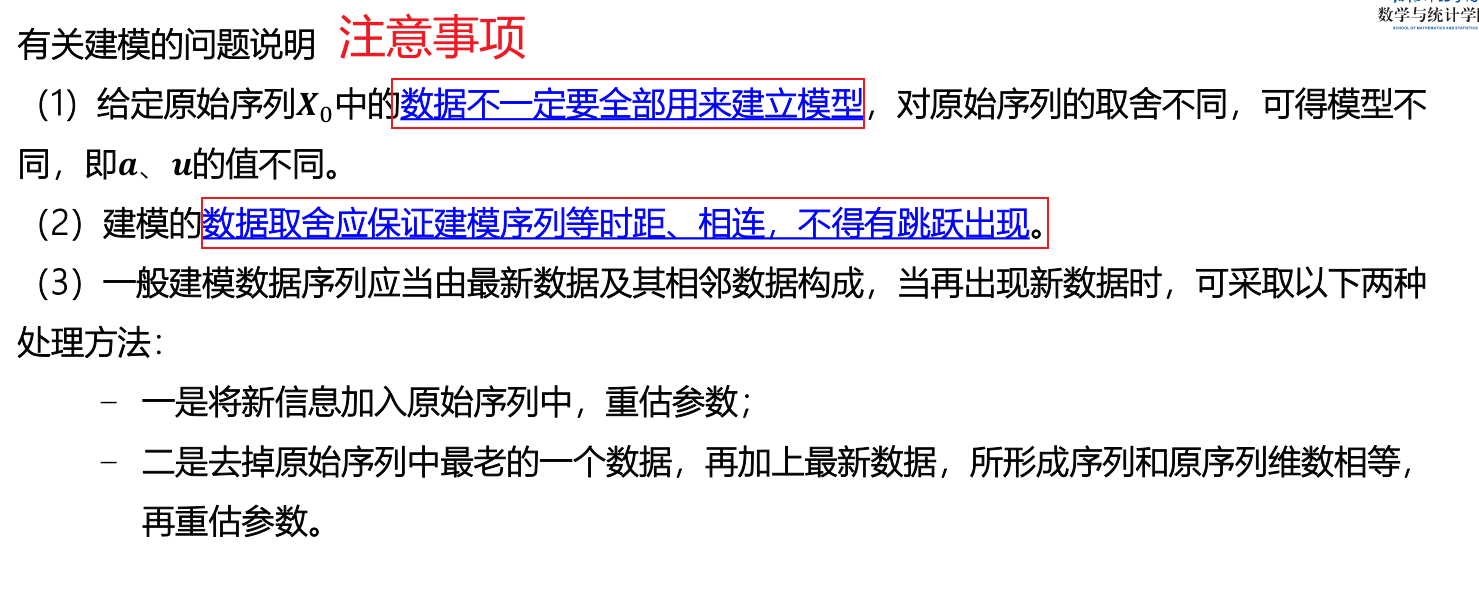 数学与统计学
SCHOOL OF MATHEMATICS AND STATISTICS
有关建模的问题说明 注意事项
（1）给定原始序列X₀中的数据不一定要全部用来建立模型，对原始序列的取舍不同，可得模型不
同，即a、u的值不同。
（2）建模的数据取舍应保证建模序列等时距、相连，不得有跳跃出现。
（3）一般建模数据序列应当由最新数据及其相邻数据构成，当再出现新数据时，可采取以下两种
处理方法：
– 一是将新信息加入原始序列中，重估参数；
– 二是去掉原始序列中最老的一个数据，再加上最新数据，所形成序列和原序列维数相等，
再重估参数。